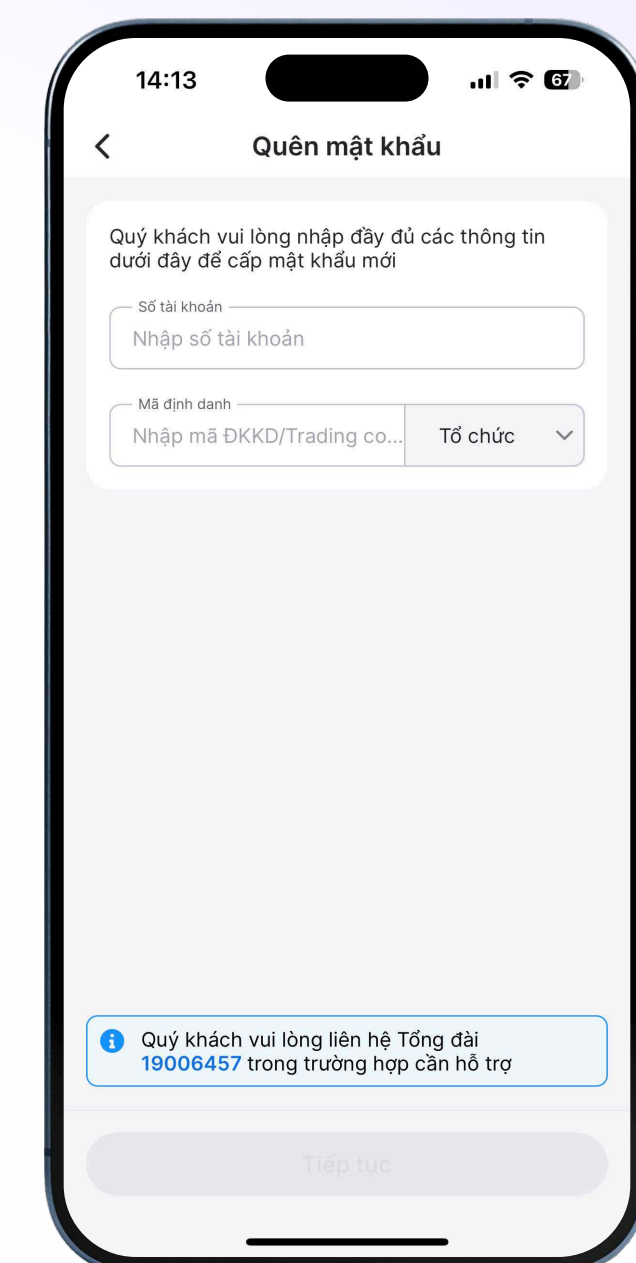 14:13
67
Quên mật khẩu
Quý khách vui lòng nhập đầy đủ các thông tin
dưới đây để cấp mật khẩu mới
Số tài khoản
Nhập số tài khoản
Mã định danh
Nhập mã ĐKKD/Trading co...
Tổ chức
Quý khách vui lòng liên hệ Tổng đài
19006457 trong trường hợp cần hỗ trợ
Tiếp tục